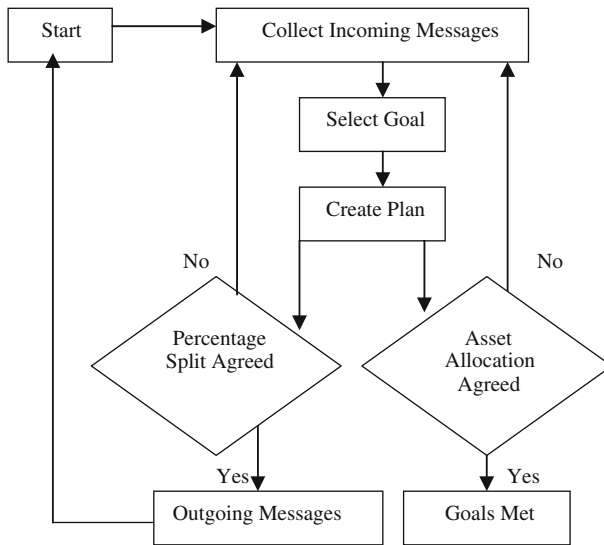 Start
Collect Incoming Messages
Select Goal
Create Plan
No
No
Percentage
Split Agreed
Asset
Allocation
Agreed
Yes
Yes
Outgoing Messages
Goals Met